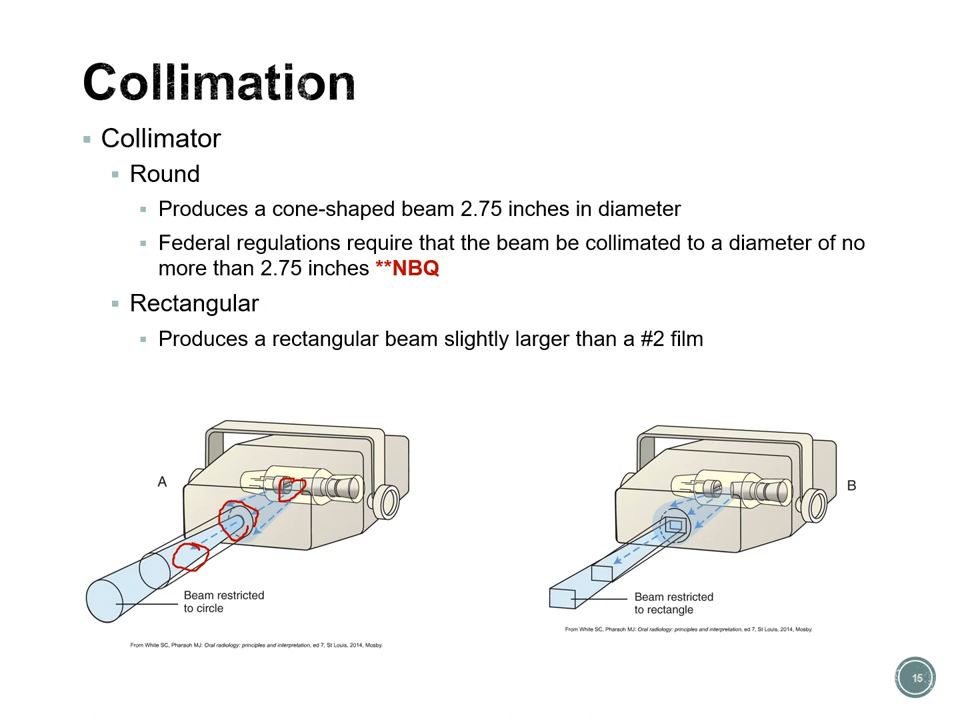 Collimation
Collimator
Round
Produces a cone-shaped beam 2.75 inches in diameter
Federal regulations require that the beam be collimated to a diameter of no
more than 2.75 inches **NBQ
Rectangular
Produces a rectangular beam slightly larger than a #2 film
A
Beam restricted
to circle
From White SC, Pharaoh MJ: Oral radiology: principles and interpretation, ed 7, St Louis, 2014, Mosby.
B
Beam restricted
to rectangle
From White SC, Pharaoh MJ: Oral radiology: principles and interpretation, ed 7, St Louis, 2014, Mosby.
15